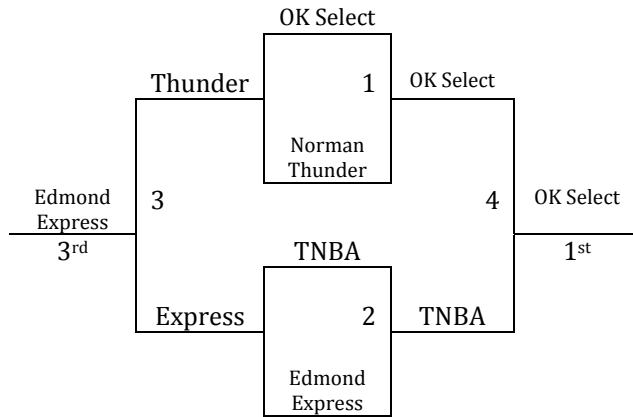 OK Select
Thunder 1 OK Select
Norman
Thunder
Edmond
Express
3 4 OK Select
3rd 1st
TNBA
Express 2 TNBA
Edmond
Express